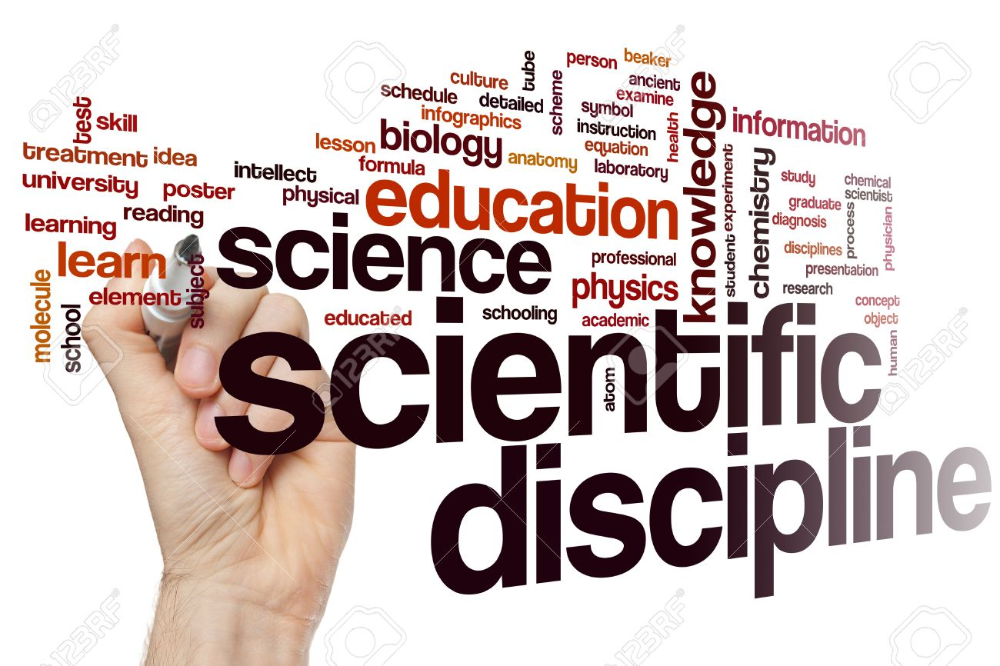 test
skill
treatment
idea
university
poster
reading
learning
learn
element
subject
molecule
school
intellect
physical
lesson
formula
schedule
infographics
culture
detailed
tube
biology
anatomy
education
science
scheme
person
beaker
ancient
examine
symbol
instruction
equation
laboratory
health
knowledge
information
student
experiment
chemistry
study
graduate
diagnosis
disciplines
presentation
research
chemical
scientist
process
physician
concept
object
human
professional
physics
academic
educated
schooling
scientific
atom
discipline
123RF